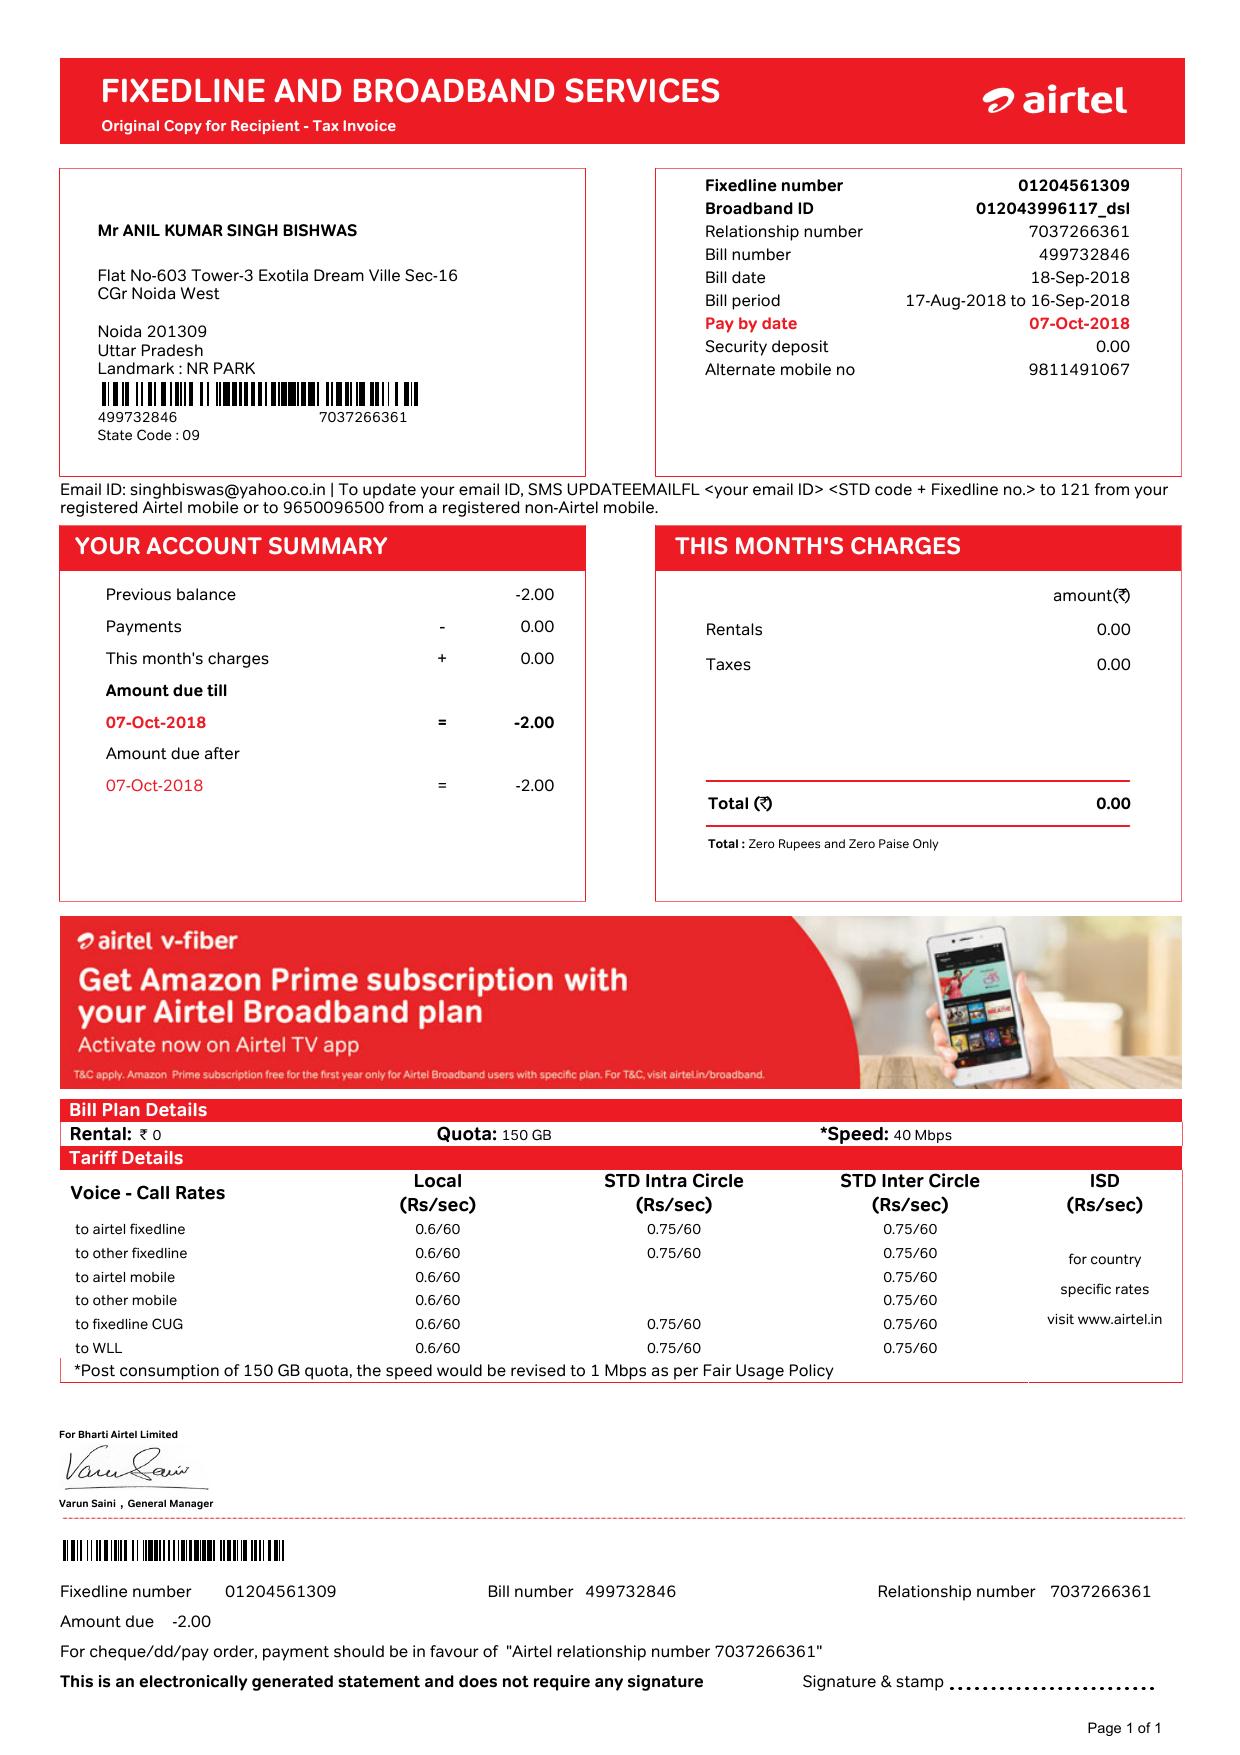 FIXEDLINE AND BROADBAND SERVICES
Original Copy for Recipient - Tax Invoice
airtel
Mr ANIL KUMAR SINGH BISHWAS
Flat No-603 Tower-3 Exotila Dream Ville Sec-16
CGr Noida West
Noida 201309
Uttar Pradesh
Landmark : NR PARK
499732846 7037266361
State Code : 09
Fixedline number 01204561309
Broadband ID 012043996117_dsl
Relationship number 7037266361
Bill number 499732846
Bill date 18-Sep-2018
Bill period 17-Aug-2018 to 16-Sep-2018
Pay by date 07-Oct-2018
Security deposit 0.00
Alternate mobile no 9811491067
Email ID: singhbiswas@yahoo.co.in | To update your email ID, SMS UPDATEEMAILFL <your email ID> <STD code + Fixedline no.> to 121 from your
registered Airtel mobile or to 9650096500 from a registered non-Airtel mobile.
YOUR ACCOUNT SUMMARY
Previous balance -2.00
Payments - 0.00
This month's charges + 0.00
Amount due till
07-Oct-2018 = -2.00
Amount due after
07-Oct-2018 = -2.00
THIS MONTH'S CHARGES
amount(₹)
Rentals 0.00
Taxes 0.00
Total (₹) 0.00
Total : Zero Rupees and Zero Paise Only
airtel v-fiber
Get Amazon Prime subscription with
your Airtel Broadband plan
Activate now on Airtel TV app
T&C apply. Amazon Prime subscription free for the first year only for Airtel Broadband users with specific plan. For T&C, visit airtel.in/broadband.
Bill Plan Details
Rental: ₹ 0 Quota: 150 GB *Speed: 40 Mbps
Tariff Details
Voice - Call Rates Local (Rs/sec) STD Intra Circle (Rs/sec) STD Inter Circle (Rs/sec) ISD (Rs/sec)
to airtel fixedline 0.6/60 0.75/60 0.75/60
to other fixedline 0.6/60 0.75/60 0.75/60
to airtel mobile 0.6/60 0.75/60
to other mobile 0.6/60 0.75/60
to fixedline CUG 0.6/60 0.75/60 0.75/60
to WLL 0.6/60 0.75/60 0.75/60
for country
specific rates
visit www.airtel.in
*Post consumption of 150 GB quota, the speed would be revised to 1 Mbps as per Fair Usage Policy
For Bharti Airtel Limited
Varun Saini
Varun Saini , General Manager
Fixedline number 01204561309 Bill number 499732846 Relationship number 7037266361
Amount due -2.00
For cheque/dd/pay order, payment should be in favour of "Airtel relationship number 7037266361"
This is an electronically generated statement and does not require any signature Signature & stamp .........................
Page 1 of 1